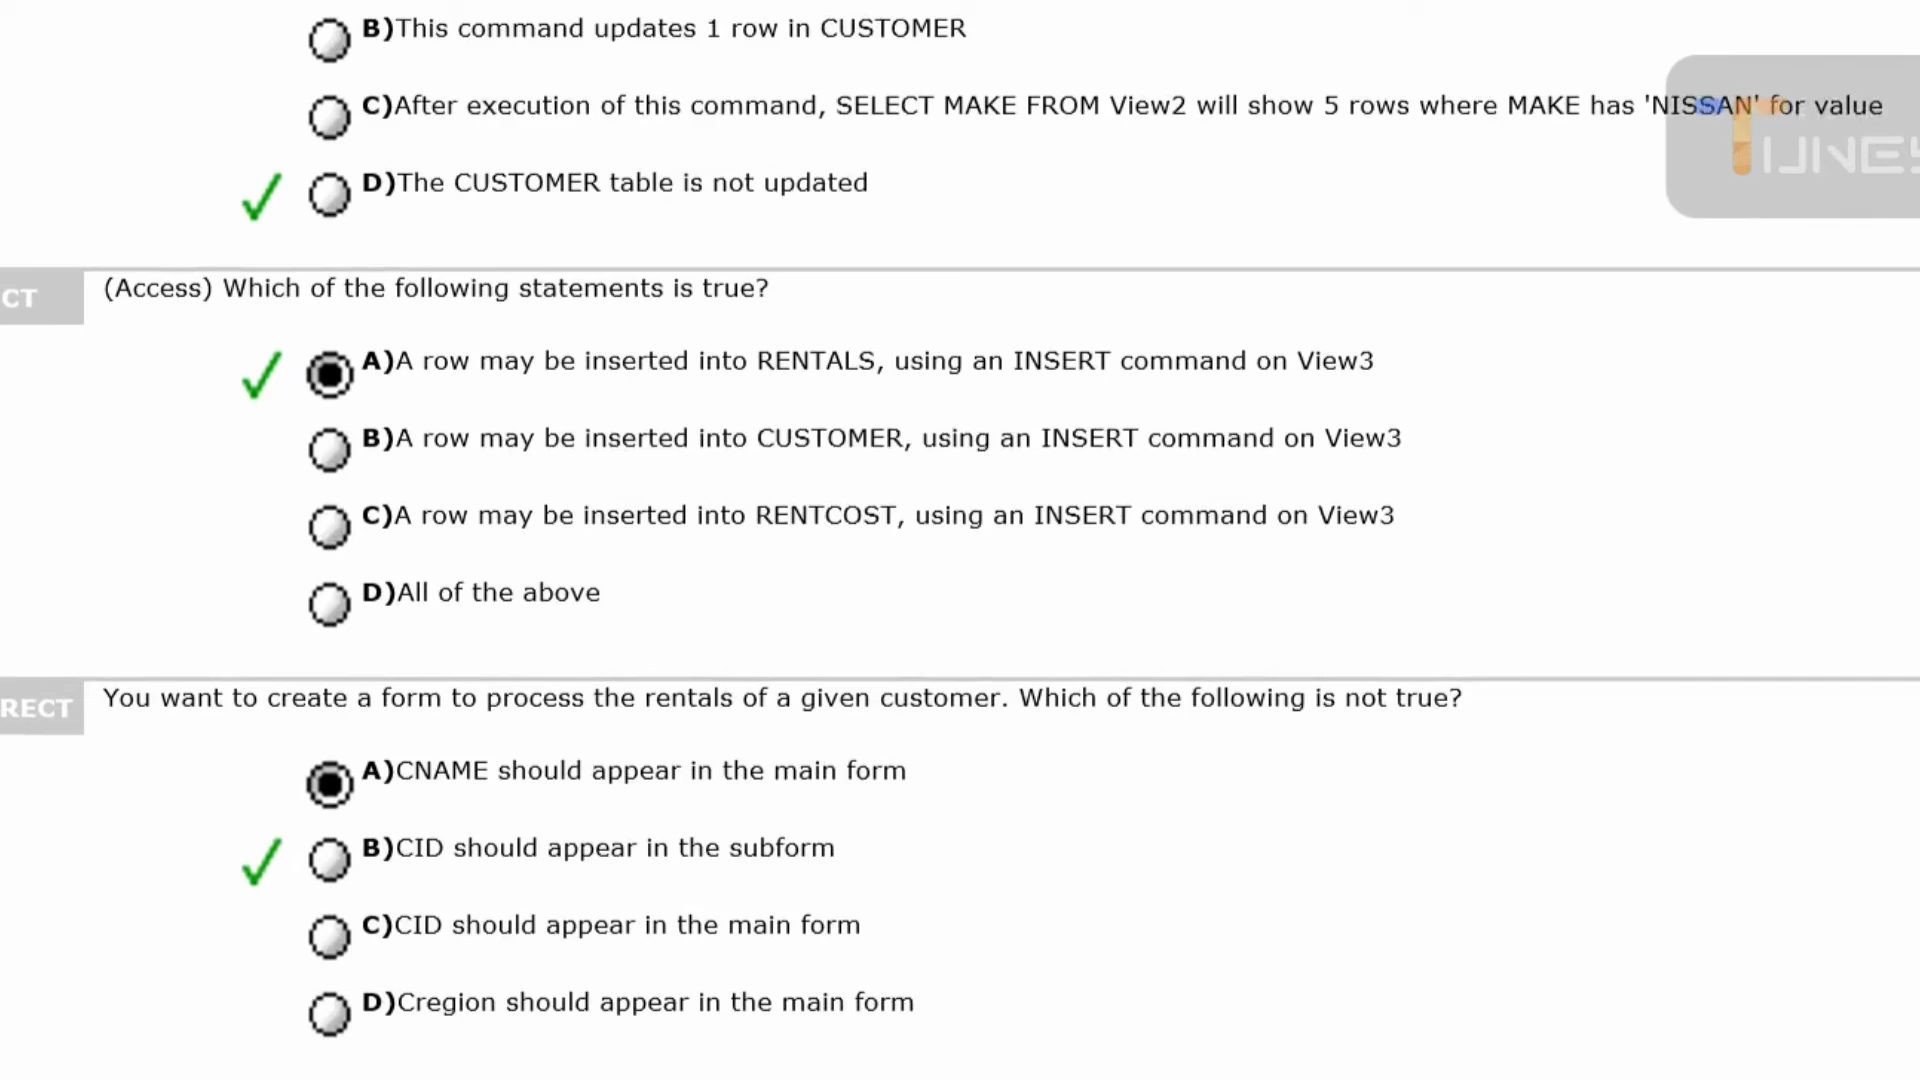 B)This command updates 1 row in CUSTOMER
C)After execution of this command, SELECT MAKE FROM View2 will show 5 rows where MAKE has 'NISSAN' for value
D)The CUSTOMER table is not updated
CT
(Access) Which of the following statements is true?
A)A row may be inserted into RENTALS, using an INSERT command on View3
B)A row may be inserted into CUSTOMER, using an INSERT command on View3
C)A row may be inserted into RENTCOST, using an INSERT command on View3
D)All of the above
RECT
You want to create a form to process the rentals of a given customer. Which of the following is not true?
A)CNAME should appear in the main form
B)CID should appear in the subform
C)CID should appear in the main form
D)Cregion should appear in the main form